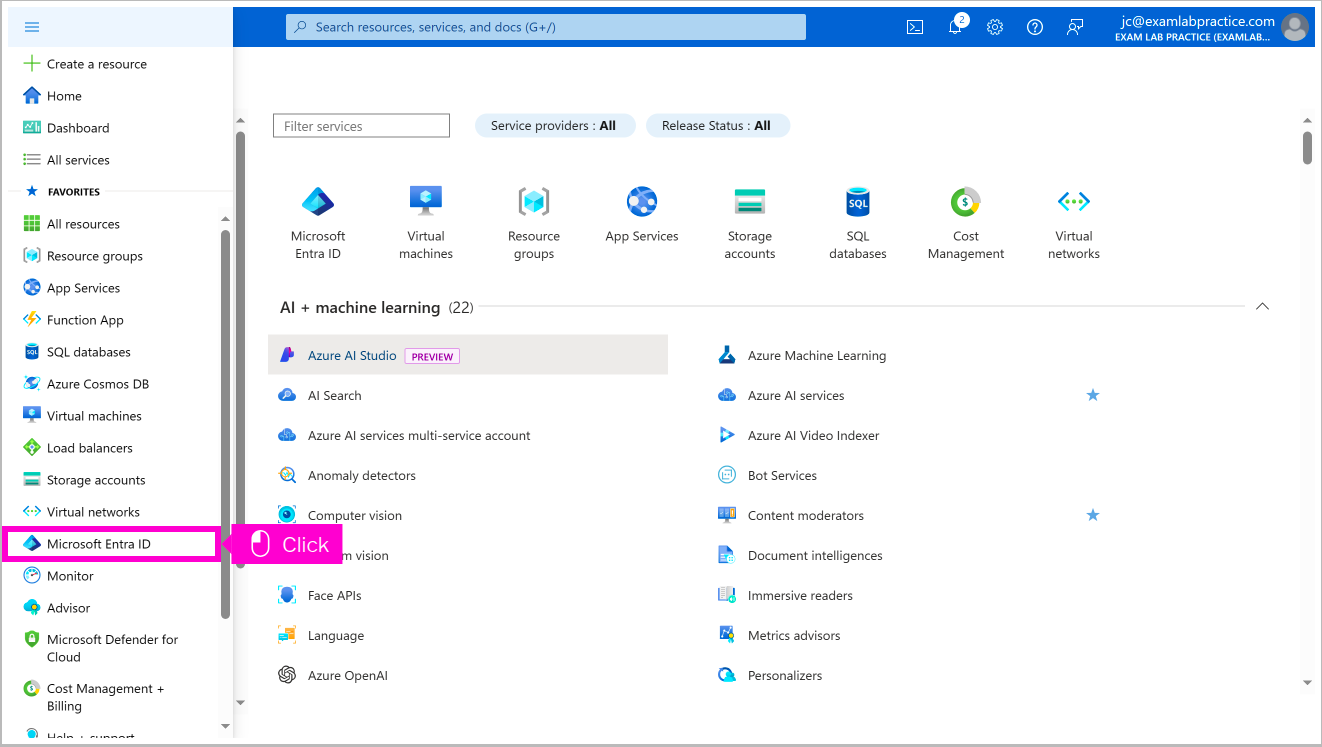 Search resources, services, and docs (G+/)
2
jc@examlabpractice.com
EXAM LAB PRACTICE (EXAMLAB...
Create a resource
Home
Dashboard
All services
FAVORITES
All resources
Resource groups
App Services
Function App
SQL databases
Azure Cosmos DB
Virtual machines
Load balancers
Storage accounts
Virtual networks
Microsoft Entra ID
Monitor
Advisor
Microsoft Defender for
Cloud
Cost Management +
Billing
Help + support
Filter services
Service providers : All
Release Status : All
Microsoft
Entra ID
Virtual
machines
Resource
groups
App Services
Storage
accounts
SQL
SQL
databases
Cost
Management
Virtual
networks
AI + machine learning (22)
Azure AI Studio PREVIEW
Azure Machine Learning
AI Search
Azure AI services
Azure AI services multi-service account
Azure AI Video Indexer
Anomaly detectors
Bot Services
Computer vision
Content moderators
Click
vision
Document intelligences
Face APIs
Immersive readers
Language
Metrics advisors
Azure OpenAI
Personalizers